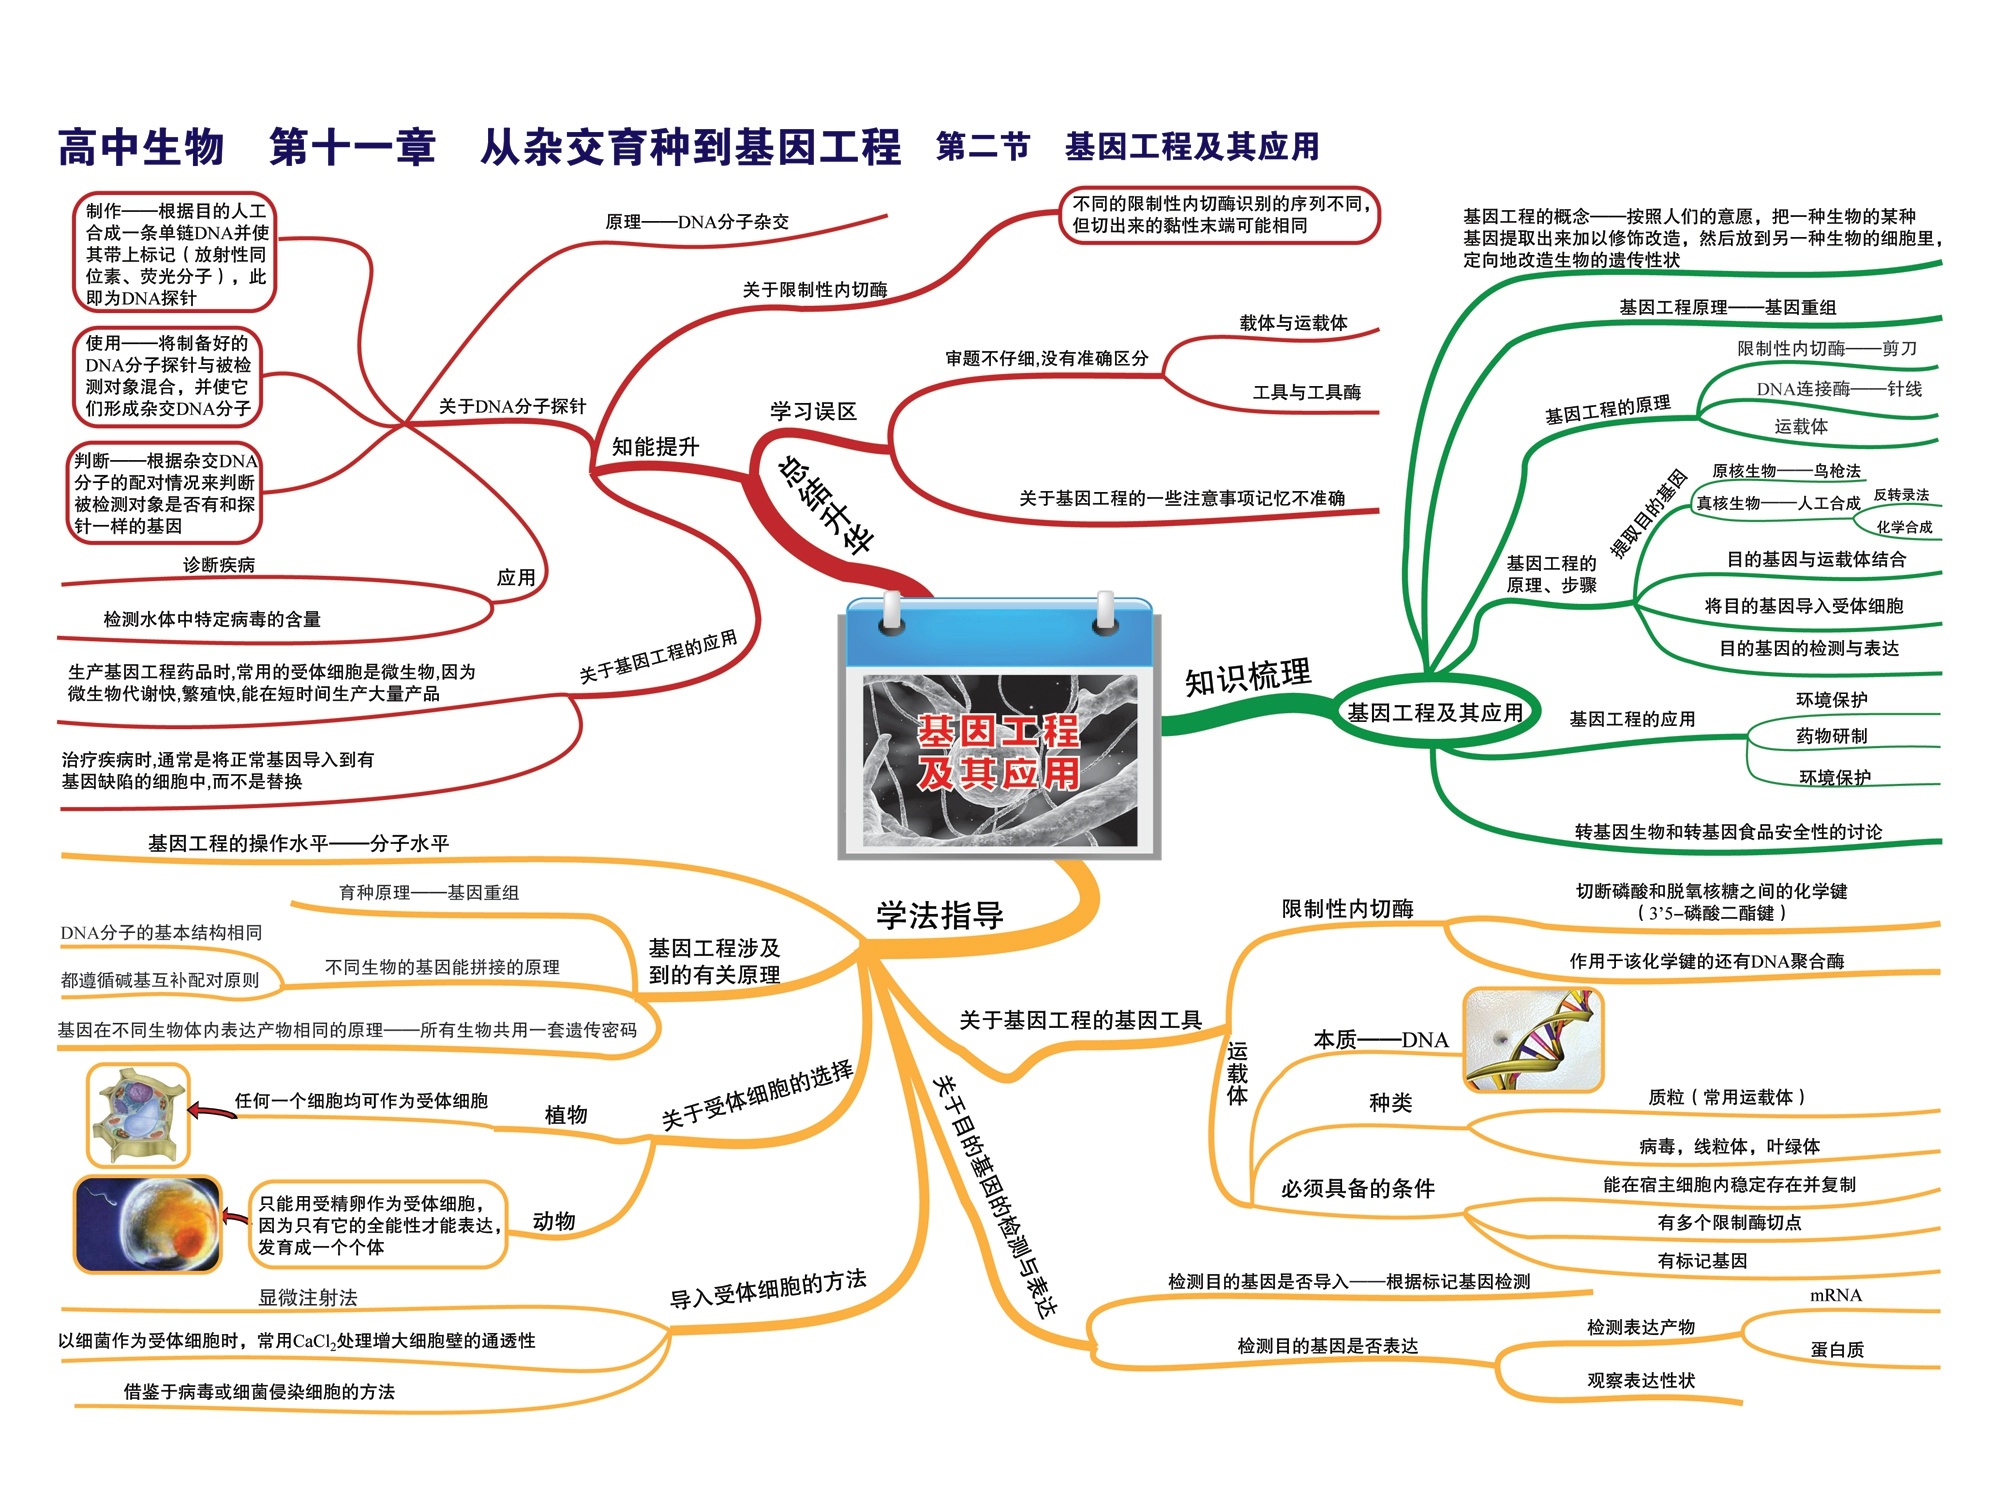 高中生物 第十一章 从杂交育种到基因工程 第二节 基因工程及其应用
基因工程
及其应用
总结升华
知能提升
关于DNA分子探针
制作——根据目的人工
合成一条单链DNA并使
其带上标记（放射性同
位素、荧光分子），此
即为DNA探针
使用——将制备好的
DNA分子探针与被检
测对象混合，并使它
们形成杂交DNA分子
判断——根据杂交DNA
分子的配对情况来判断
被检测对象是否有和探
针一样的基因
原理——DNA分子杂交
应用
诊断疾病
检测水体中特定病毒的含量
关于限制性内切酶
不同的限制性内切酶识别的序列不同，
但切出来的黏性末端可能相同
关于基因工程的应用
生产基因工程药品时,常用的受体细胞是微生物,因为
微生物代谢快,繁殖快,能在短时间生产大量产品
治疗疾病时,通常是将正常基因导入到有
基因缺陷的细胞中,而不是替换
学习误区
审题不仔细,没有准确区分
载体与运载体
工具与工具酶
关于基因工程的一些注意事项记忆不准确
知识梳理
基因工程及其应用
基因工程的概念——按照人们的意愿，把一种生物的某种
基因提取出来加以修饰改造，然后放到另一种生物的细胞里，
定向地改造生物的遗传性状
基因工程原理——基因重组
基因工程的原理
限制性内切酶——剪刀
DNA连接酶——针线
运载体
基因工程的
原理、步骤
提取目的基因
原核生物——鸟枪法
真核生物——人工合成
反转录法
化学合成
目的基因与运载体结合
将目的基因导入受体细胞
目的基因的检测与表达
基因工程的应用
环境保护
药物研制
环境保护
转基因生物和转基因食品安全性的讨论
学法指导
基因工程的操作水平——分子水平
基因工程涉及
到的有关原理
育种原理——基因重组
不同生物的基因能拼接的原理
DNA分子的基本结构相同
都遵循碱基互补配对原则
基因在不同生物体内表达产物相同的原理——所有生物共用一套遗传密码
关于受体细胞的选择
植物
任何一个细胞均可作为受体细胞
动物
只能用受精卵作为受体细胞，
因为只有它的全能性才能表达，
发育成一个个体
导入受体细胞的方法
显微注射法
以细菌作为受体细胞时，常用CaCl₂处理增大细胞壁的通透性
借鉴于病毒或细菌侵染细胞的方法
关于基因工程的基因工具
限制性内切酶
切断磷酸和脱氧核糖之间的化学键
（3’5-磷酸二酯键）
作用于该化学键的还有DNA聚合酶
运载体
本质——DNA
种类
质粒（常用运载体）
病毒，线粒体，叶绿体
必须具备的条件
能在宿主细胞内稳定存在并复制
有多个限制酶切点
有标记基因
关于目的基因的检测与表达
检测目的基因是否导入——根据标记基因检测
检测目的基因是否表达
检测表达产物
mRNA
蛋白质
观察表达性状